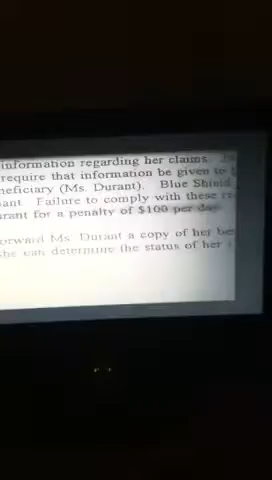 information regarding her claims.
require that information be given to
neficiary (Ms. Durant). Blue Shield
ant. Failure to comply with these
rant for a penalty of $100 per day
orward Ms. Durant a copy of her
she can determine the status of her